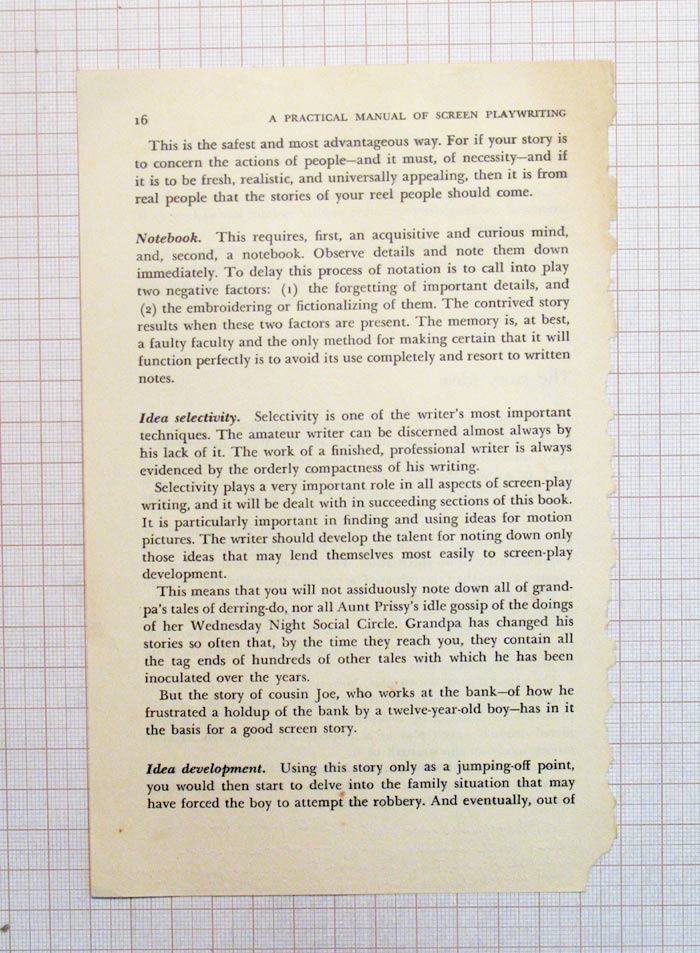 16 A PRACTICAL MANUAL OF SCREEN PLAYWRITING
This is the safest and most advantageous way. For if your story is
to concern the actions of people—and it must, of necessity—and if
it is to be fresh, realistic, and universally appealing, then it is from
real people that the stories of your reel people should come.
Notebook. This requires, first, an acquisitive and curious mind,
and, second, a notebook. Observe details and note them down
immediately. To delay this process of notation is to call into play
two negative factors: (1) the forgetting of important details, and
(2) the embroidering or fictionalizing of them. The contrived story
results when these two factors are present. The memory is, at best,
a faulty faculty and the only method for making certain that it will
function perfectly is to avoid its use completely and resort to written
notes.
Idea selectivity. Selectivity is one of the writer's most important
techniques. The amateur writer can be discerned almost always by
his lack of it. The work of a finished, professional writer is always
evidenced by the orderly compactness of his writing.
Selectivity plays a very important role in all aspects of screen-play
writing, and it will be dealt with in succeeding sections of this book.
It is particularly important in finding and using ideas for motion
pictures. The writer should develop the talent for noting down only
those ideas that may lend themselves most easily to screen-play
development.
This means that you will not assiduously note down all of grand-
pa's tales of derring-do, nor all Aunt Prissy's idle gossip of the doings
of her Wednesday Night Social Circle. Grandpa has changed his
stories so often that, by the time they reach you, they contain all
the tag ends of hundreds of other tales with which he has been
inoculated over the years.
But the story of cousin Joe, who works at the bank—of how he
frustrated a holdup of the bank by a twelve-year-old boy—has in it
the basis for a good screen story.
Idea development. Using this story only as a jumping-off point,
you would then start to delve into the family situation that may
have forced the boy to attempt the robbery. And eventually, out of